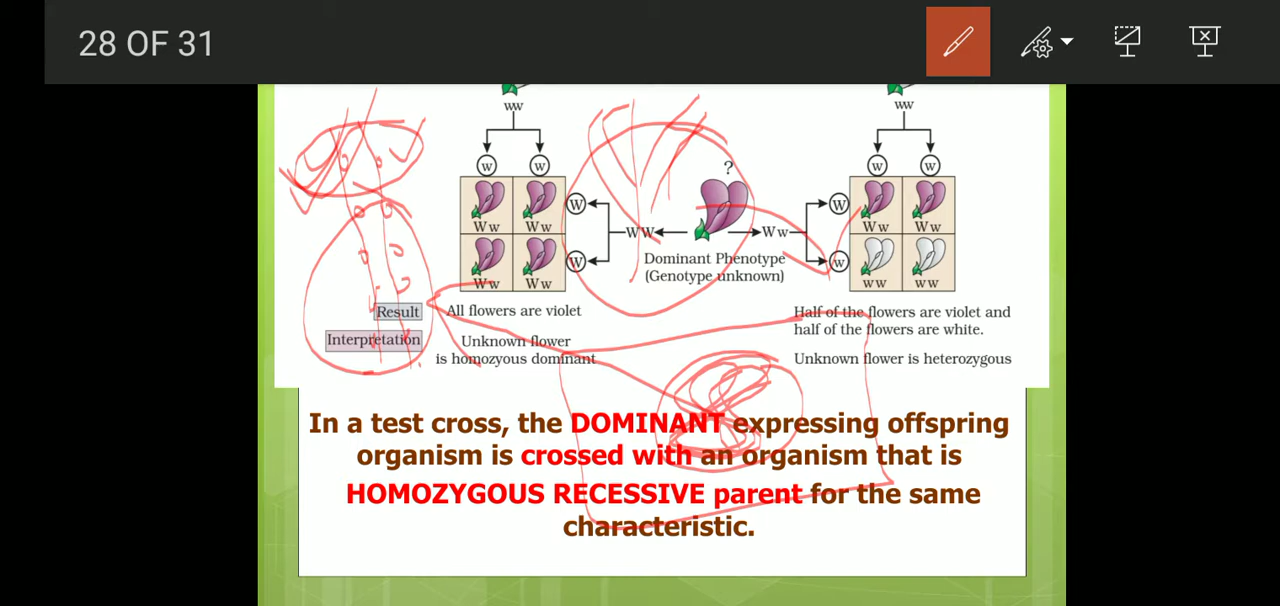 28 OF 31
ww ww
w w w w
?
Ww Ww W W Ww Ww
WW Ww
Ww Ww W w ww ww
Dominant Phenotype
(Genotype unknown)
Result All flowers are violet
Half of the flowers are violet and
half of the flowers are white.
Interpretation Unknown flower
is homozyous dominant
Unknown flower is heterozygous
In a test cross, the DOMINANT expressing offspring
organism is crossed with an organism that is
HOMOZYGOUS RECESSIVE parent for the same
characteristic.